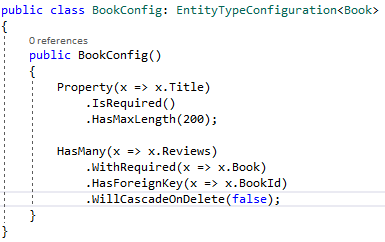 public class BookConfig: EntityTypeConfiguration<Book>
{
0 references
public BookConfig()
{
Property(x => x.Title)
.IsRequired()
.HasMaxLength(200);
HasMany(x => x.Reviews)
.WithRequired(x => x.Book)
.HasForeignKey(x => x.BookId)
.WillCascadeOnDelete(false);
}
}